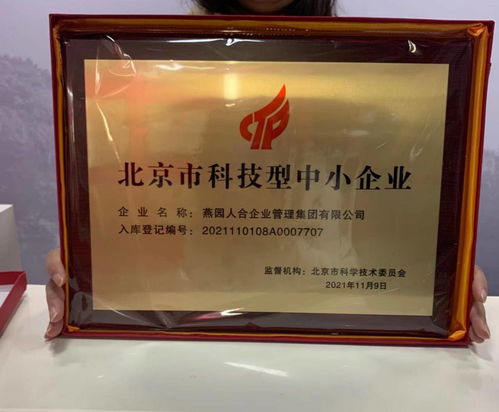 北京市科技型中小企业
企业名称：燕园人合企业管理集团有限公司
入库登记编号：2021110108A0007707
监督机构：北京市科学技术委员会
2021年11月9日